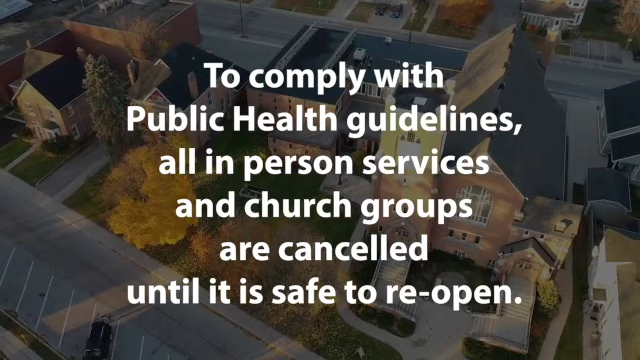 To comply with
Public Health guidelines,
all in person services
and church groups
are cancelled
until it is safe to re-open.